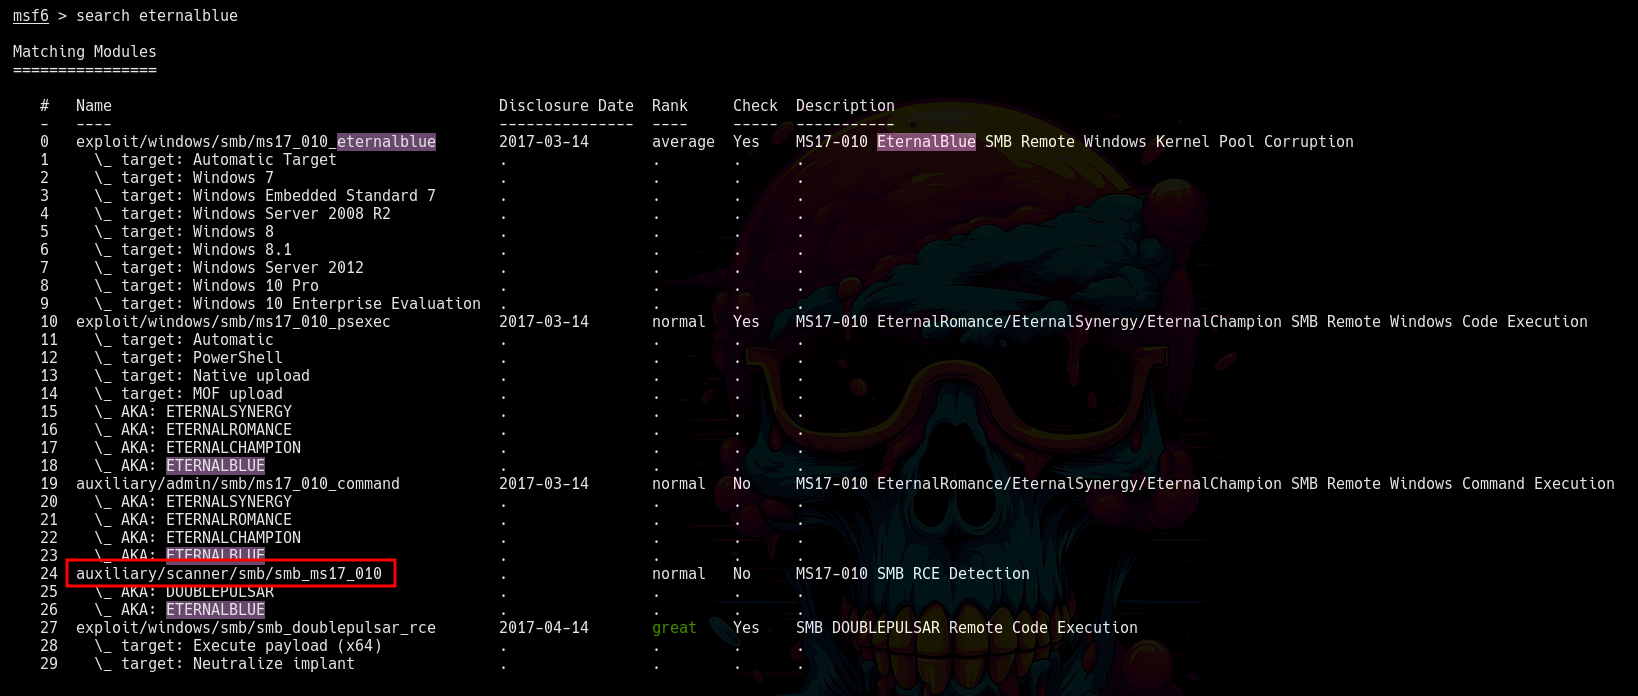 msf6 > search eternalblue
Matching Modules
================
#   Name                                           Disclosure Date  Rank     Check  Description
-   ----                                           ---------------  ----     -----  -----------
0   exploit/windows/smb/ms17_010_eternalblue       2017-03-14       average  Yes    MS17-010 EternalBlue SMB Remote Windows Kernel Pool Corruption
1     \_ target: Automatic Target                  .                .        .      .
2     \_ target: Windows 7                         .                .        .      .
3     \_ target: Windows Embedded Standard 7       .                .        .      .
4     \_ target: Windows Server 2008 R2            .                .        .      .
5     \_ target: Windows 8                         .                .        .      .
6     \_ target: Windows 8.1                       .                .        .      .
7     \_ target: Windows Server 2012               .                .        .      .
8     \_ target: Windows 10 Pro                    .                .        .      .
9     \_ target: Windows 10 Enterprise Evaluation  .                .        .      .
10  exploit/windows/smb/ms17_010_psexec            2017-03-14       normal   Yes    MS17-010 EternalRomance/EternalSynergy/EternalChampion SMB Remote Windows Code Execution
11    \_ target: Automatic                         .                .        .      .
12    \_ target: PowerShell                        .                .        .      .
13    \_ target: Native upload                     .                .        .      .
14    \_ target: MOF upload                        .                .        .      .
15    \_ AKA: ETERNALSYNERGY                       .                .        .      .
16    \_ AKA: ETERNALROMANCE                       .                .        .      .
17    \_ AKA: ETERNALCHAMPION                      .                .        .      .
18    \_ AKA: ETERNALBLUE                          .                .        .      .
19  auxiliary/admin/smb/ms17_010_command           2017-03-14       normal   No     MS17-010 EternalRomance/EternalSynergy/EternalChampion SMB Remote Windows Command Execution
20    \_ AKA: ETERNALSYNERGY                       .                .        .      .
21    \_ AKA: ETERNALROMANCE                       .                .        .      .
22    \_ AKA: ETERNALCHAMPION                      .                .        .      .
23    \_ AKA: ETERNALBLUE                          .                .        .      .
24  auxiliary/scanner/smb/smb_ms17_010             .                normal   No     MS17-010 SMB RCE Detection
25    \_ AKA: DOUBLEPULSAR                         .                .        .      .
26    \_ AKA: ETERNALBLUE                          .                .        .      .
27  exploit/windows/smb/smb_doublepulsar_rce       2017-04-14       great    Yes    SMB DOUBLEPULSAR Remote Code Execution
28    \_ target: Execute payload (x64)             .                .        .      .
29    \_ target: Neutralize implant                .                .        .      .